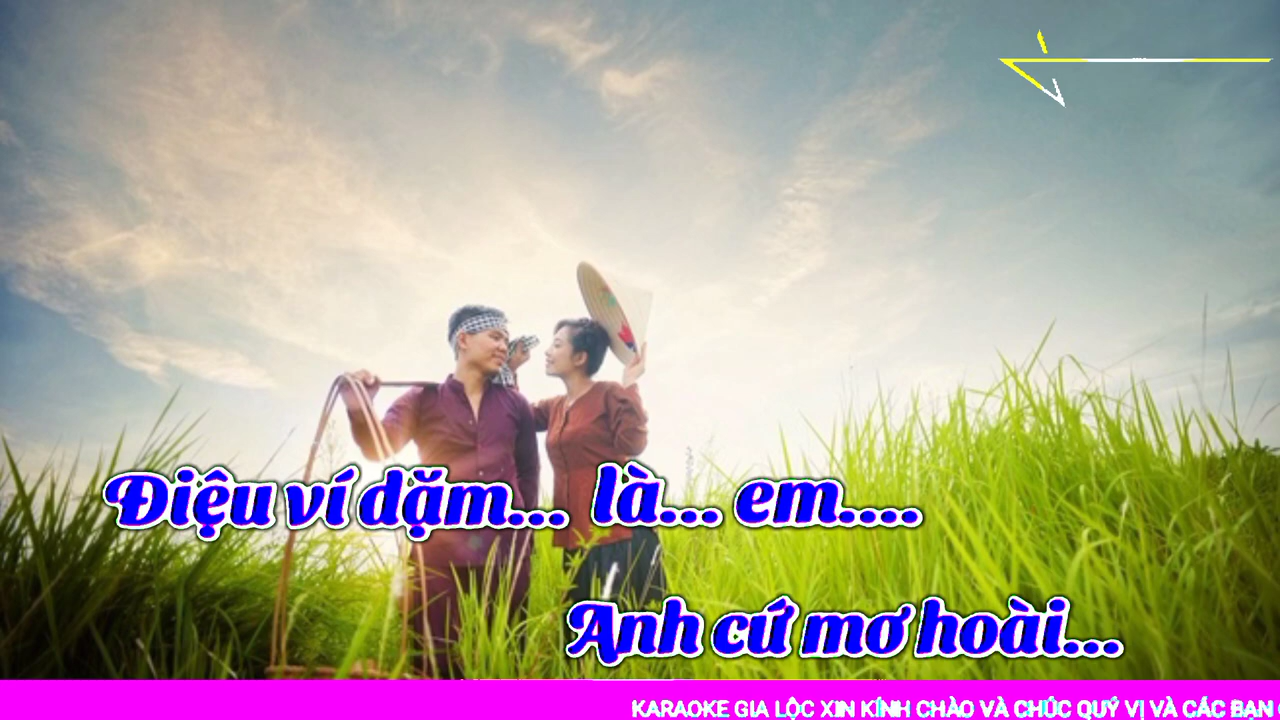 Điệu ví dặm... là... em....
Anh cứ mơ hoài...
KARAOKE GIA LỘC XIN KÍNH CHÀO VÀ CHÚC QUÝ VỊ VÀ CÁC BẠN